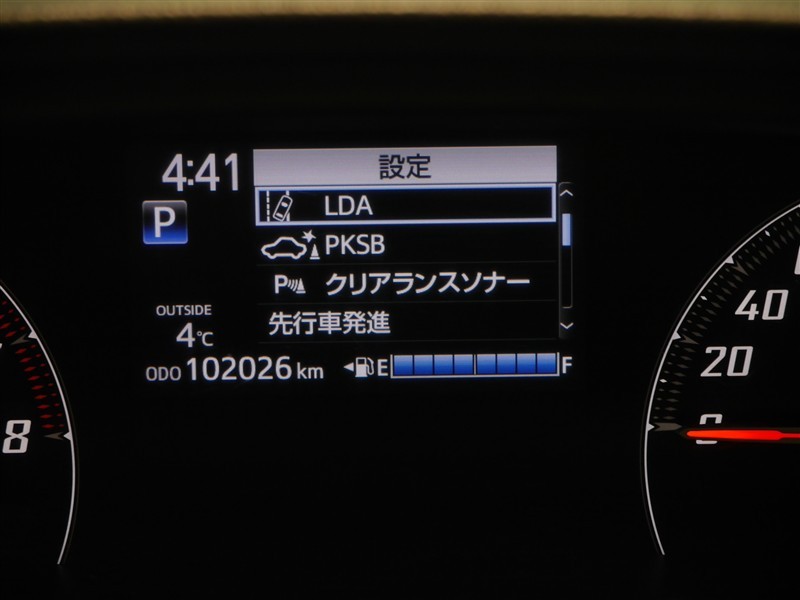 4:41
設定
P
LDA
PKSB
P クリアランスソナー
先行車発進
OUTSIDE
4℃
ODO 102026 km
E F
8
40
20
0